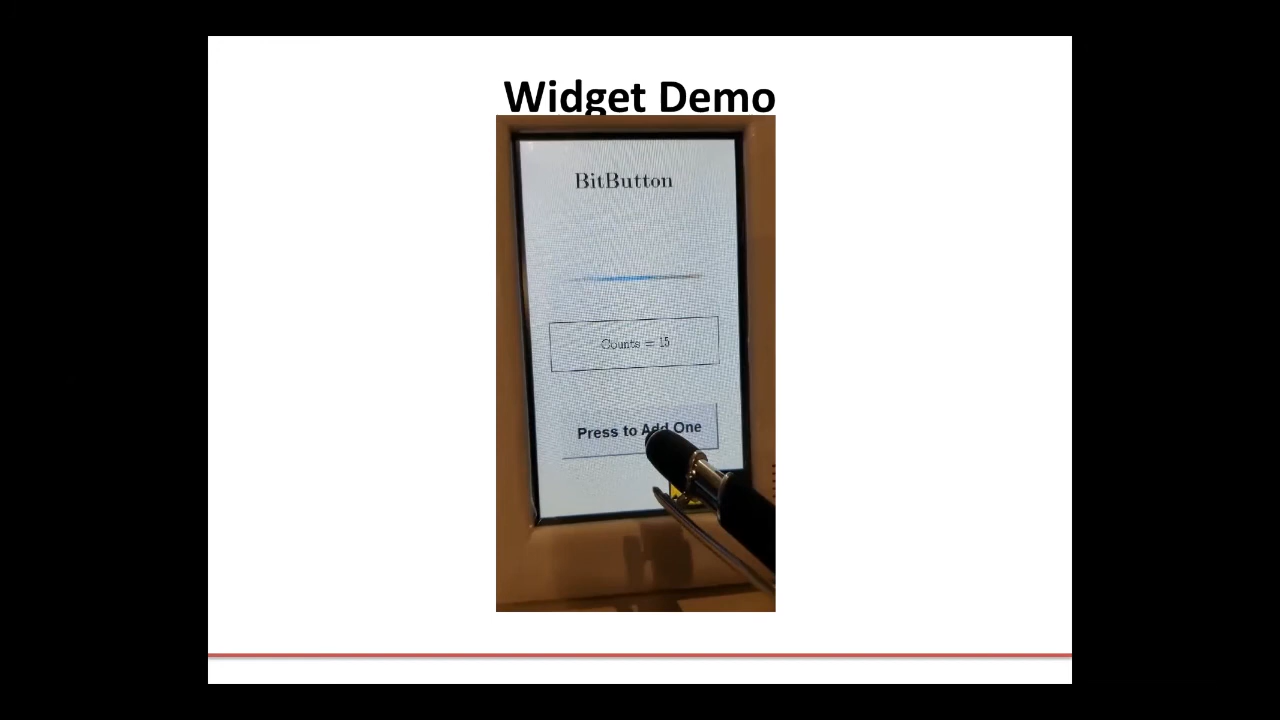 Widget Demo
BitButton
Counts = 15
Press to Add One